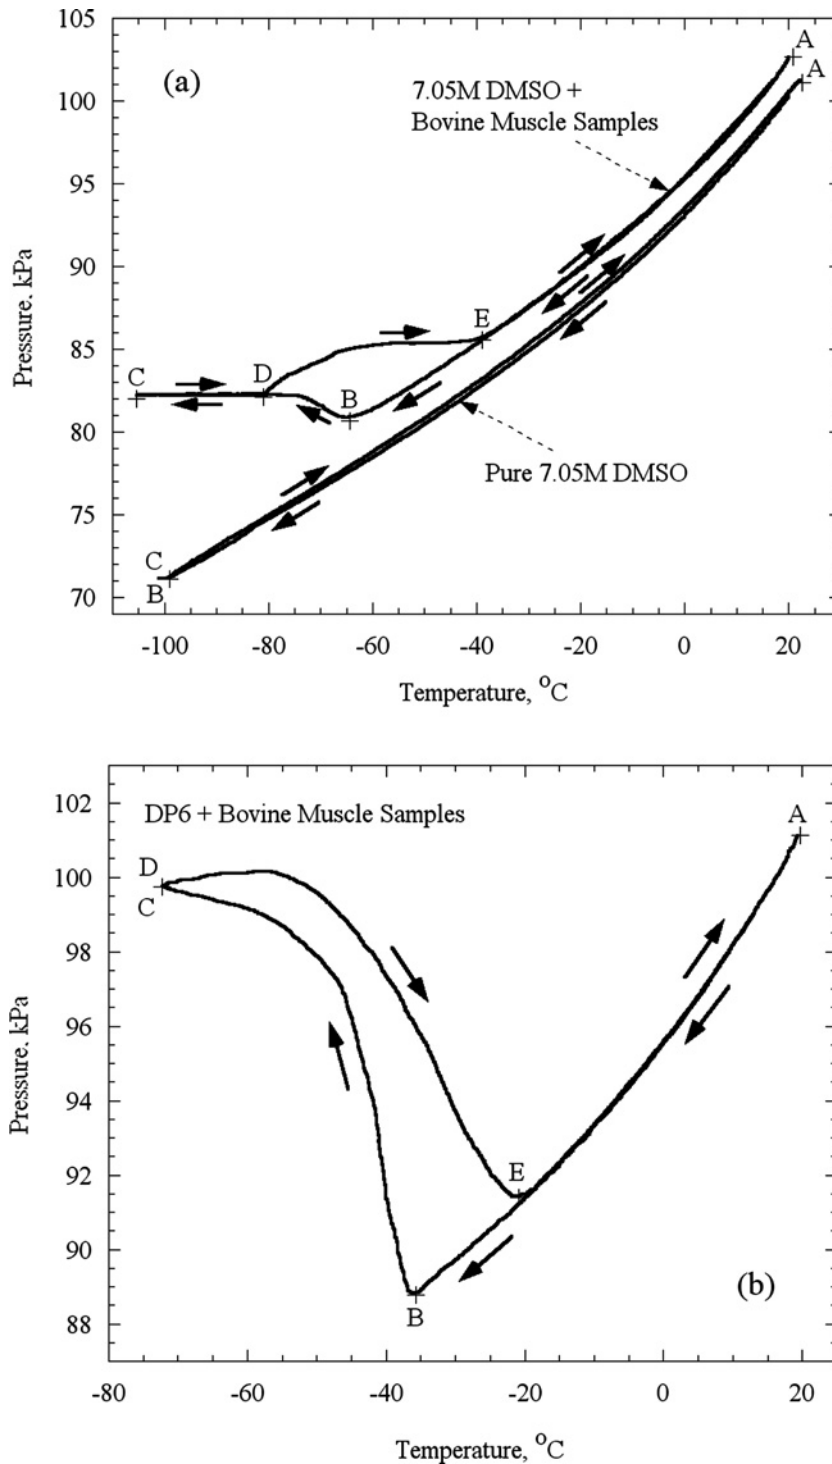 105
100
95
90
85
80
75
70
Pressure. kPa
(a)
A
A
7.05M DMSO +
Bovine Muscle Samples
E
C
D
B
Pure 7.05M DMSO
C
B
-100
-80
-60
-40
-20
0
20
Temperature, °C
102
100
98
96
94
92
90
88
Pressure. kPa
DP6 + Bovine Muscle Samples
A
D
C
E
B
(b)
-80
-60
-40
-20
0
20
Temperature, °C